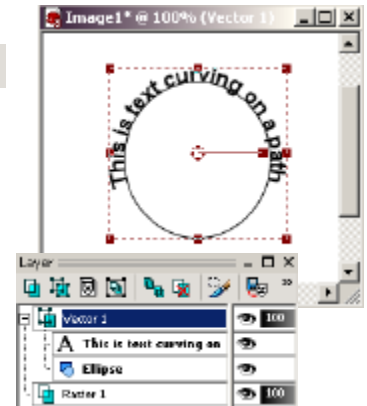 Image1* @ 100% (Vector 1)
This is text curving on a path
Layer
Vector 1
100
A This is text curving on
Ellipse
Raster 1
100